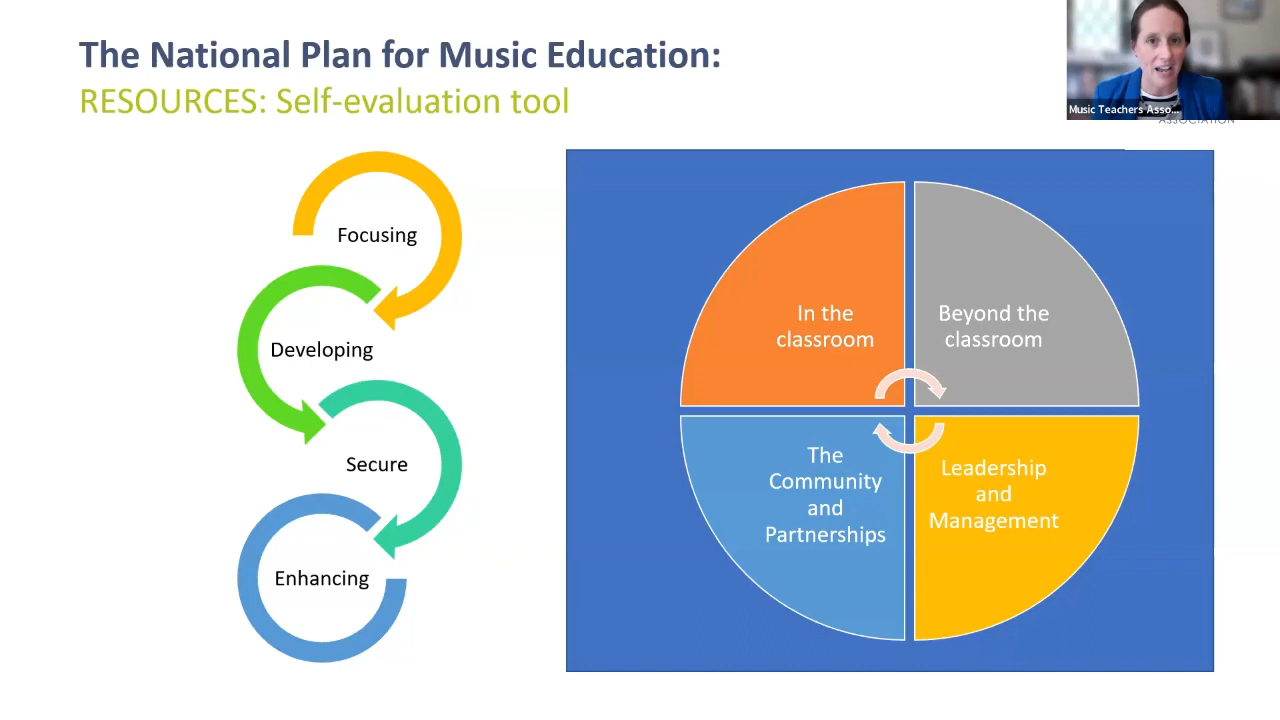 The National Plan for Music Education:
RESOURCES: Self-evaluation tool
Music Teachers Asso...
ASSOCIATION
Focusing
Developing
Secure
Enhancing
In the
classroom
Beyond the
classroom
The
Community
and
Partnerships
Leadership
and
Management